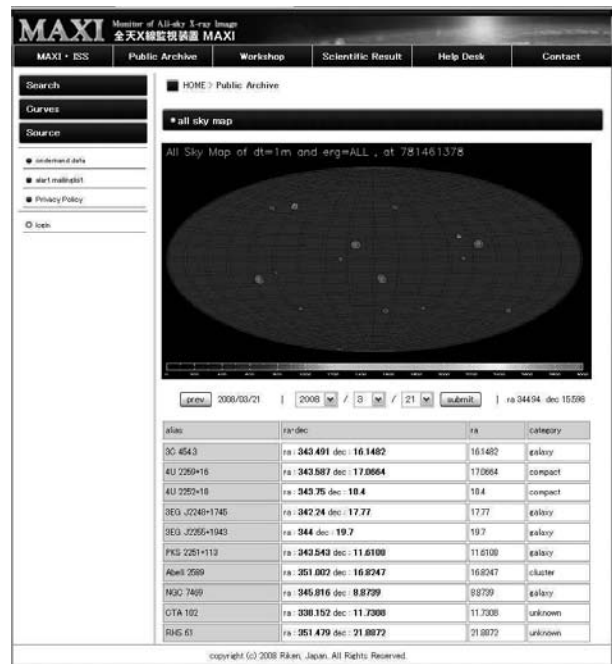 MAXI Monitor of All-sky X-ray Image
全天X線監視装置 MAXI
MAXI・ISS Public Archive Workshop Scientific Result Help Desk Contact
Search
Curves
Source
ondemand data
alert mailinglist
Privacy Policy
login
HOME > Public Archive
all sky map
All Sky Map of dt=1m and erg=ALL , at 781461378
prev 2008/03/21 | 2008 / 3 / 21 submit | ra 344.94 dec 15.598
alias ra-dec ra category
3C 454.3 ra : 343.491 dec : 16.1482 16.1482 galaxy
4U 2259+16 ra : 343.587 dec : 17.0664 17.0664 compact
4U 2252+18 ra : 343.75 dec : 18.4 18.4 compact
3EG J2248+1745 ra : 342.24 dec : 17.77 17.77 galaxy
3EG J2255+1943 ra : 344 dec : 19.7 19.7 galaxy
PKS 2251+113 ra : 343.543 dec : 11.6108 11.6108 galaxy
Abell 2589 ra : 351.002 dec : 16.8247 16.8247 cluster
NGC 7469 ra : 345.816 dec : 8.8739 8.8739 galaxy
CTA 102 ra : 338.152 dec : 11.7308 11.7308 unknown
RHS 61 ra : 351.479 dec : 21.8872 21.8872 unknown
copyright (c) 2008 Riken, Japan. All Rights Reserved.